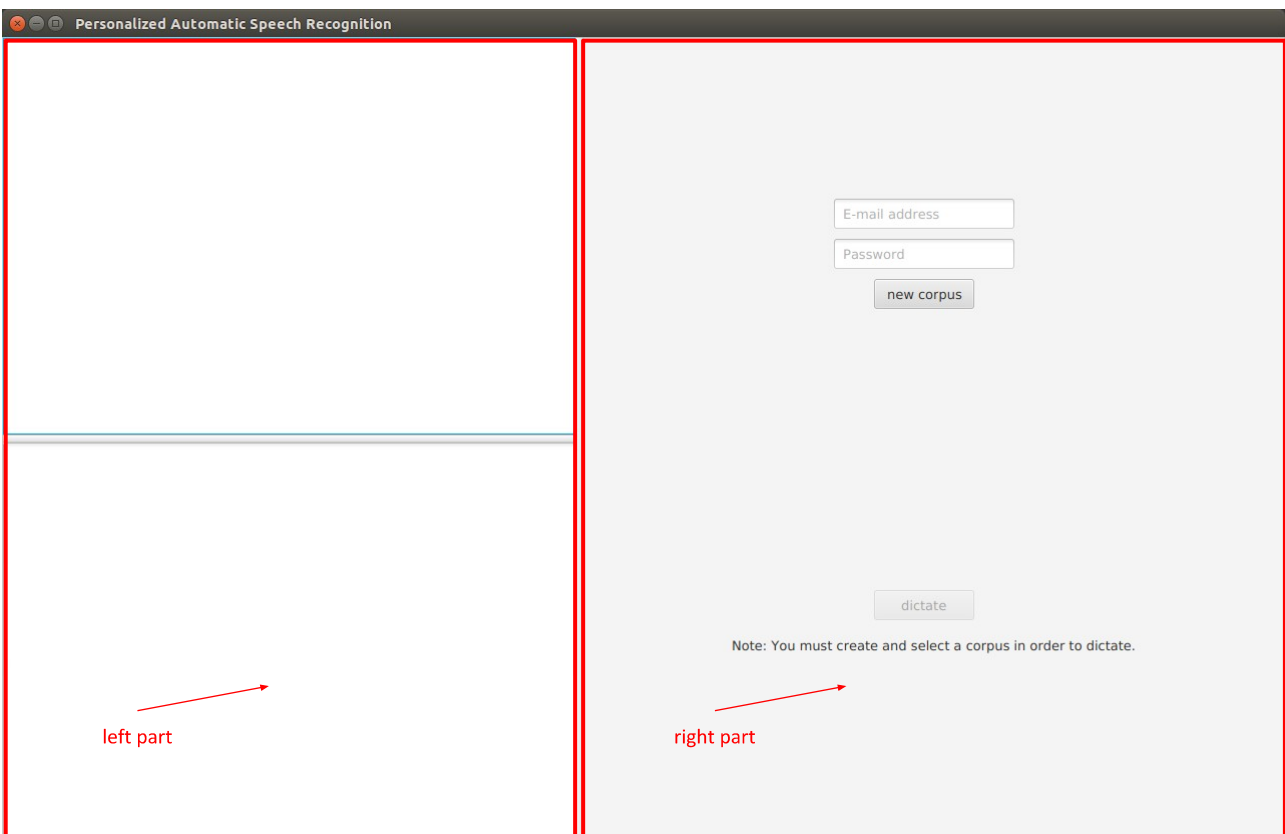 Personalized Automatic Speech Recognition
E-mail address
Password
new corpus
dictate
Note: You must create and select a corpus in order to dictate.
left part
right part